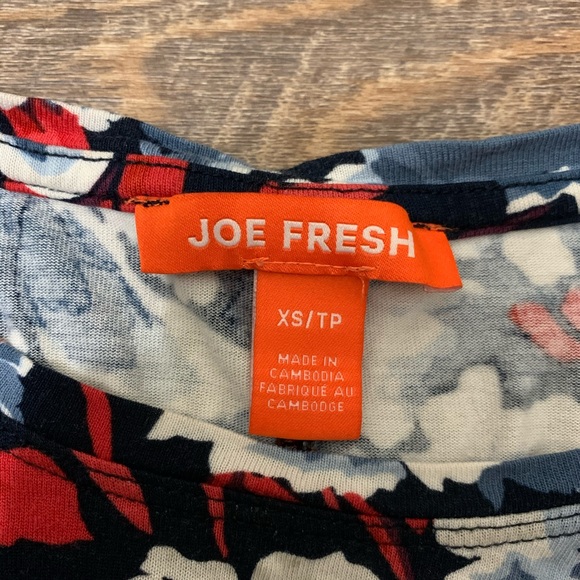 JOE FRESH
XS/TP
MADE IN
CAMBODIA
FABRIQUE AU
CAMBODGE